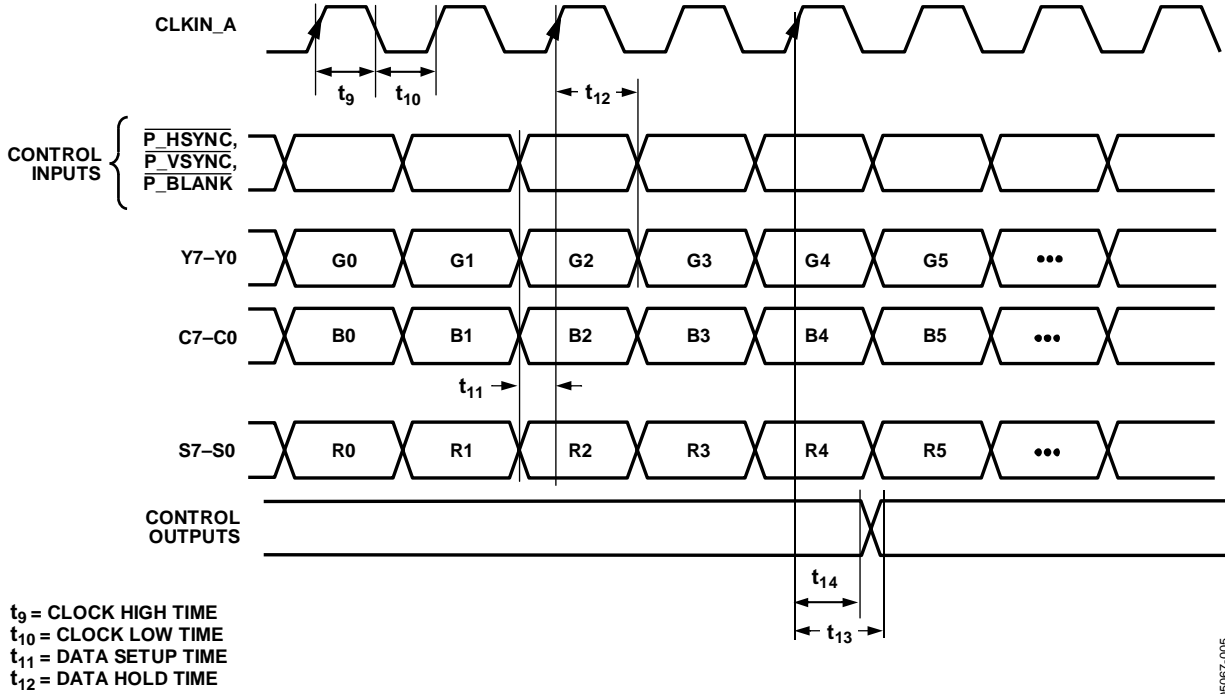 CLKIN_A
t9
t10
t12
CONTROL
INPUTS
P_HSYNC,
P_VSYNC,
P_BLANK
Y7–Y0
G0 G1 G2 G3 G4 G5 •••
C7–C0
B0 B1 B2 B3 B4 B5 •••
t11
S7–S0
R0 R1 R2 R3 R4 R5 •••
CONTROL
OUTPUTS
t14
t13
t9 = CLOCK HIGH TIME
t10 = CLOCK LOW TIME
t11 = DATA SETUP TIME
t12 = DATA HOLD TIME
05067-005